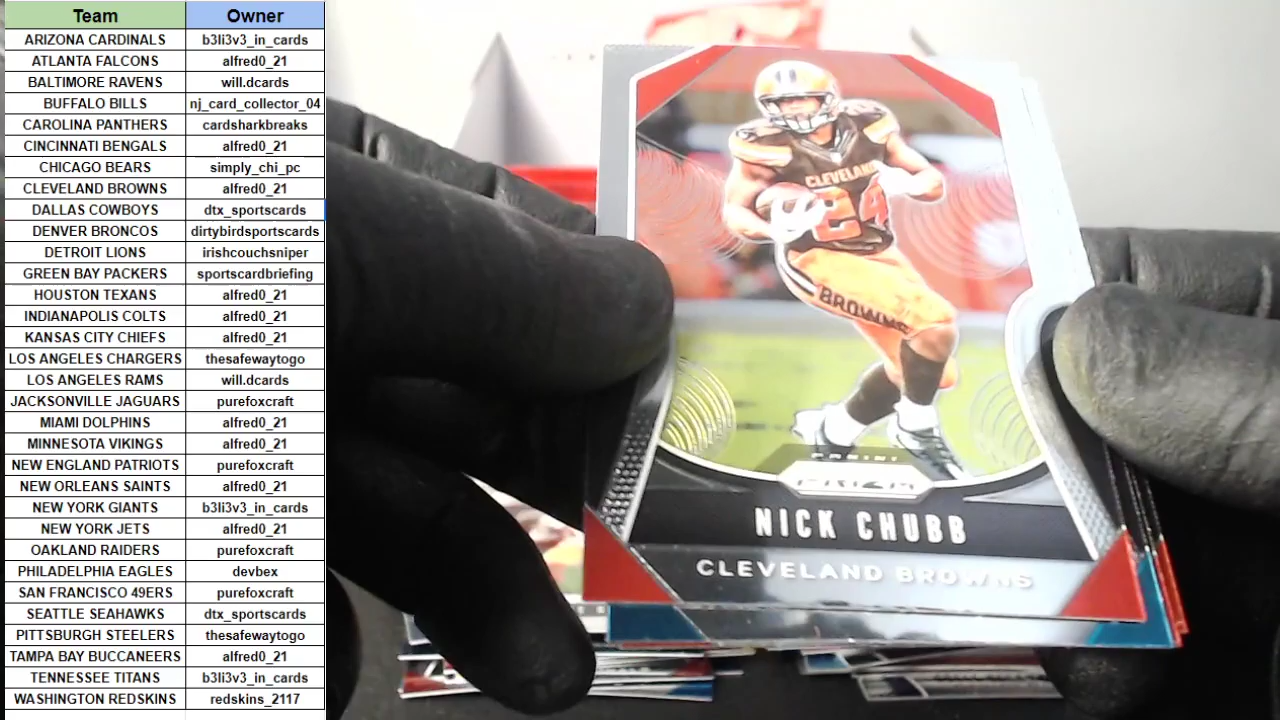 Team Owner
ARIZONA CARDINALS b3li3v3_in_cards
ATLANTA FALCONS alfred0_21
BALTIMORE RAVENS will.dcards
BUFFALO BILLS nj_card_collector_04
CAROLINA PANTHERS cardsharkbreaks
CINCINNATI BENGALS alfred0_21
CHICAGO BEARS simply_chi_pc
CLEVELAND BROWNS alfred0_21
DALLAS COWBOYS dtx_sportscards
DENVER BRONCOS dirtybirdsportscards
DETROIT LIONS irishcouchsniper
GREEN BAY PACKERS sportscardbriefing
HOUSTON TEXANS alfred0_21
INDIANAPOLIS COLTS alfred0_21
KANSAS CITY CHIEFS alfred0_21
LOS ANGELES CHARGERS thesafewaytogo
LOS ANGELES RAMS will.dcards
JACKSONVILLE JAGUARS purefoxcraft
MIAMI DOLPHINS alfred0_21
MINNESOTA VIKINGS alfred0_21
NEW ENGLAND PATRIOTS purefoxcraft
NEW ORLEANS SAINTS alfred0_21
NEW YORK GIANTS b3li3v3_in_cards
NEW YORK JETS alfred0_21
OAKLAND RAIDERS purefoxcraft
PHILADELPHIA EAGLES devbex
SAN FRANCISCO 49ERS purefoxcraft
SEATTLE SEAHAWKS dtx_sportscards
PITTSBURGH STEELERS thesafewaytogo
TAMPA BAY BUCCANEERS alfred0_21
TENNESSEE TITANS b3li3v3_in_cards
WASHINGTON REDSKINS redskins_2117
CLEVELAND
24
BROWNS
PANINI
PRIZM
NICK CHUBB
CLEVELAND BROWNS